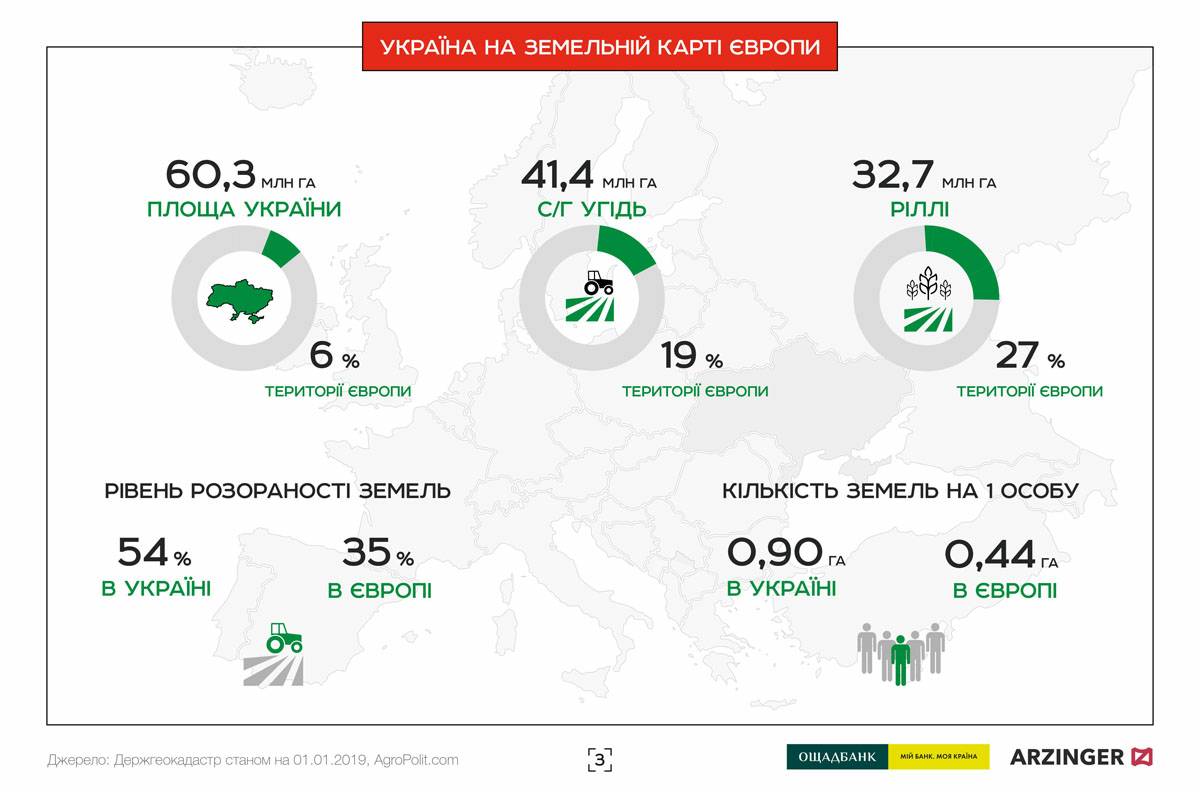 УКРАЇНА НА ЗЕМЕЛЬНІЙ КАРТІ ЄВРОПИ
60,3 МЛН ГА
ПЛОЩА УКРАЇНИ
6 %
ТЕРИТОРІЇ ЄВРОПИ
41,4 МЛН ГА
С/Г УГІДЬ
19 %
ТЕРИТОРІЇ ЄВРОПИ
32,7 МЛН ГА
РІЛЛІ
27 %
ТЕРИТОРІЇ ЄВРОПИ
РІВЕНЬ РОЗОРАНОСТІ ЗЕМЕЛЬ
54 %
В УКРАЇНІ
35 %
В ЄВРОПІ
КІЛЬКІСТЬ ЗЕМЕЛЬ НА 1 ОСОБУ
0,90 ГА
В УКРАЇНІ
0,44 ГА
В ЄВРОПІ
Джерело: Держгеокадастр станом на 01.01.2019, AgroPolit.com
3
ОЩАДБАНК
МІЙ БАНК. МОЯ КРАЇНА
ARZINGER